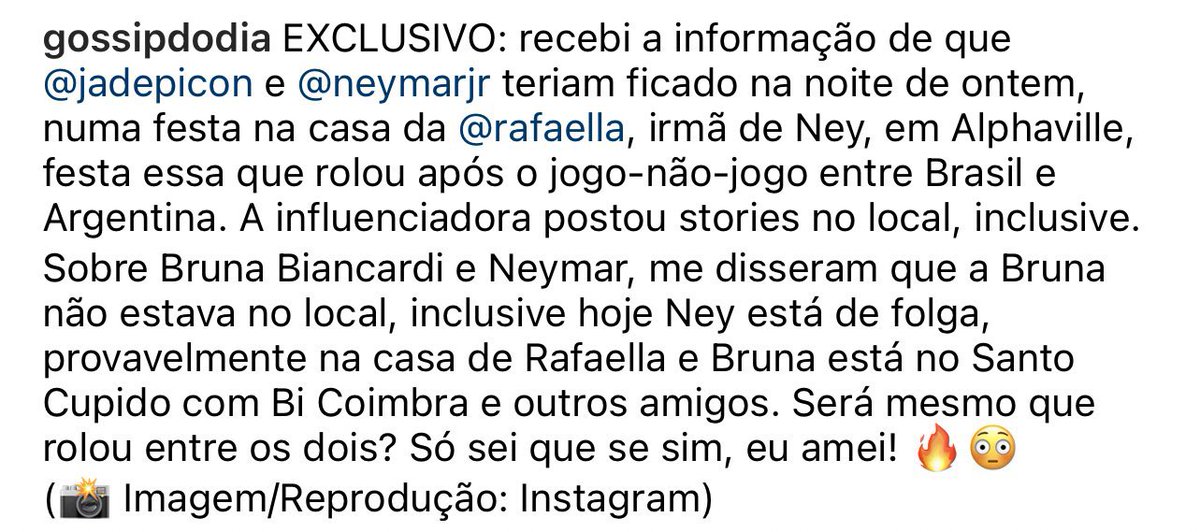 gossipdodia EXCLUSIVO: recebi a informação de que
@jadepicon e @neymarjr teriam ficado na noite de ontem,
numa festa na casa da @rafaella, irmã de Ney, em Alphaville,
festa essa que rolou após o jogo-não-jogo entre Brasil e
Argentina. A influenciadora postou stories no local, inclusive.
Sobre Bruna Biancardi e Neymar, me disseram que a Bruna
não estava no local, inclusive hoje Ney está de folga,
provavelmente na casa de Rafaella e Bruna está no Santo
Cupido com Bi Coimbra e outros amigos. Será mesmo que
rolou entre os dois? Só sei que se sim, eu amei! 🔥😳
(📸 Imagem/Reprodução: Instagram)